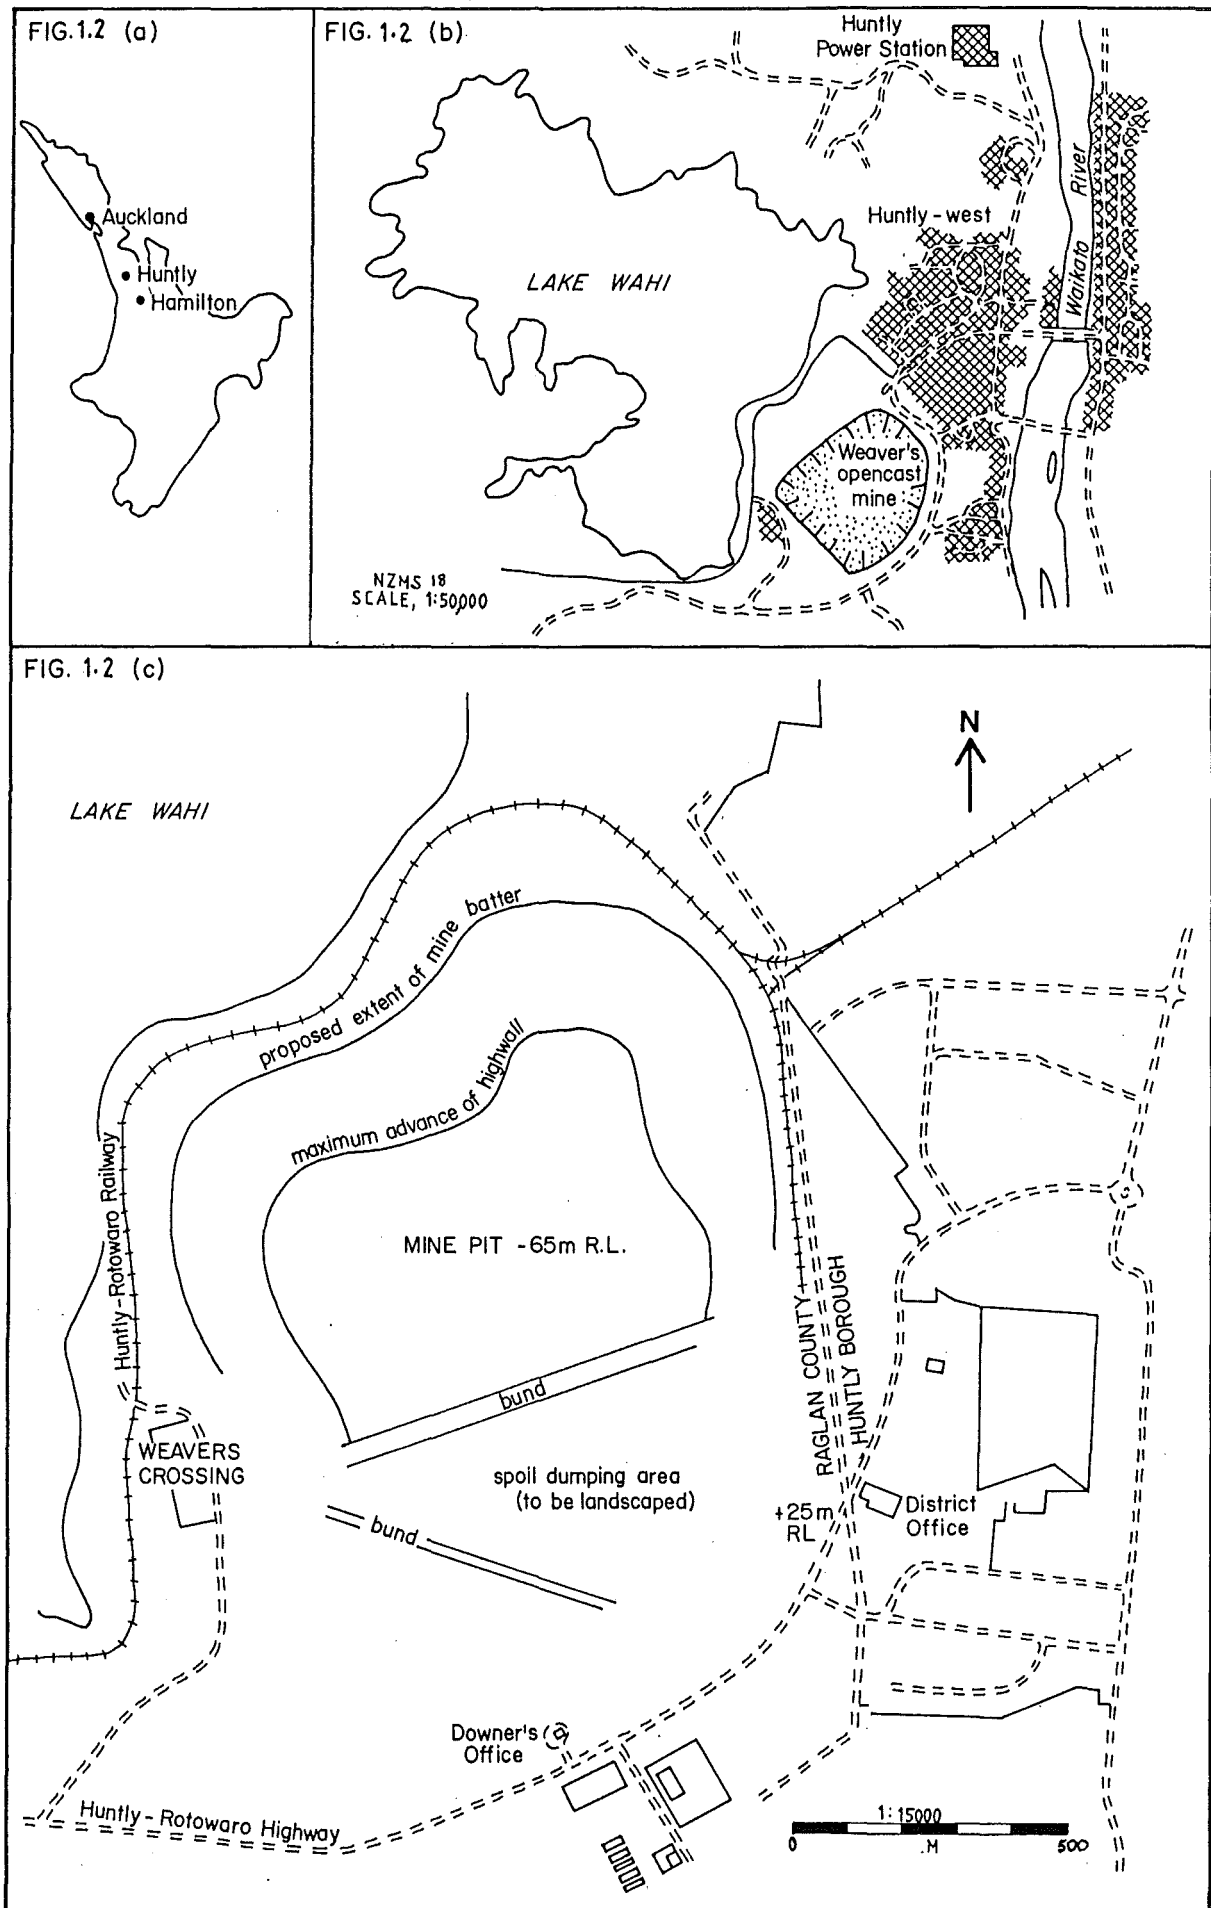 FIG.1.2 (a)
Auckland
Huntly
Hamilton
FIG. 1.2 (b)
Huntly
Power Station
Waikato River
Huntly-west
LAKE WAHI
Weaver's
opencast
mine
NZMS 18
SCALE, 1:50,000
FIG. 1.2 (c)
N
LAKE WAHI
proposed extent of mine batter
maximum advance of highwall
Huntly-Rotowaro Railway
MINE PIT -65m R.L.
RAGLAN COUNTY
HUNTLY BOROUGH
bund
WEAVERS
CROSSING
spoil dumping area
(to be landscaped)
bund
+25m
RL
District
Office
Downer's
Office
Huntly-Rotowaro Highway
1:15000
0 M 500